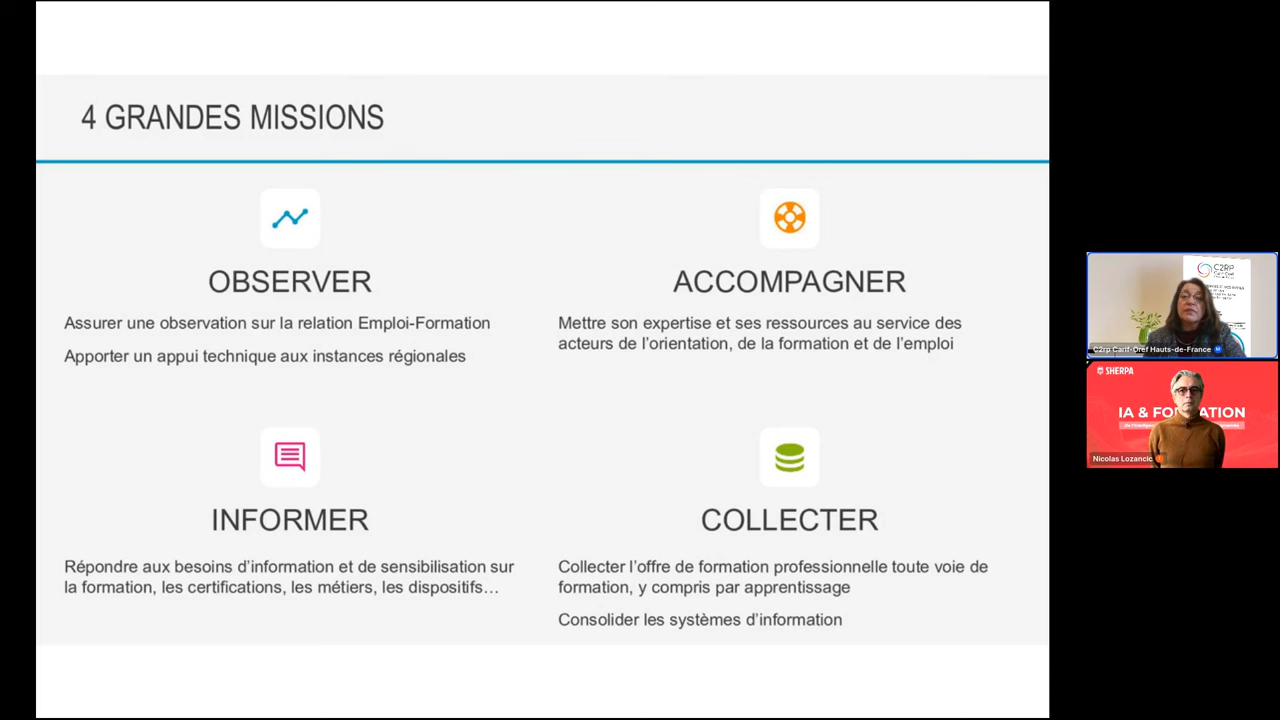 4 GRANDES MISSIONS
OBSERVER
Assurer une observation sur la relation Emploi-Formation
Apporter un appui technique aux instances régionales
ACCOMPAGNER
Mettre son expertise et ses ressources au service des
acteurs de l'orientation, de la formation et de l'emploi
INFORMER
Répondre aux besoins d'information et de sensibilisation sur
la formation, les certifications, les métiers, les dispositifs…
COLLECTER
Collecter l'offre de formation professionnelle toute voie de
formation, y compris par apprentissage
Consolider les systèmes d'information
C2RP
C2rp Carif-Oref Hauts-de-France
SHERPA
IA & FO
ATION
Nicolas Lozancic